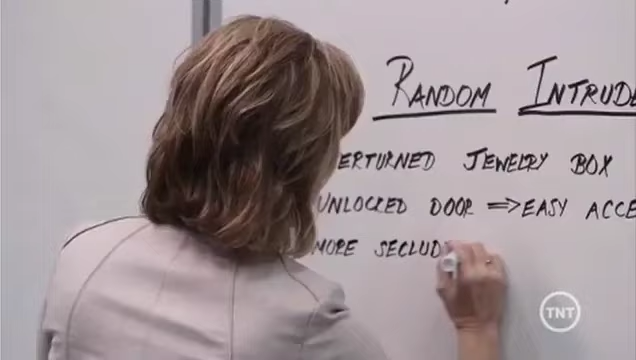 RANDOM INTRUDE
ERTURNED JEWELRY BOX
UNLOCKED DOOR ⇒ EASY ACCE
MORE SECLUD
TNT